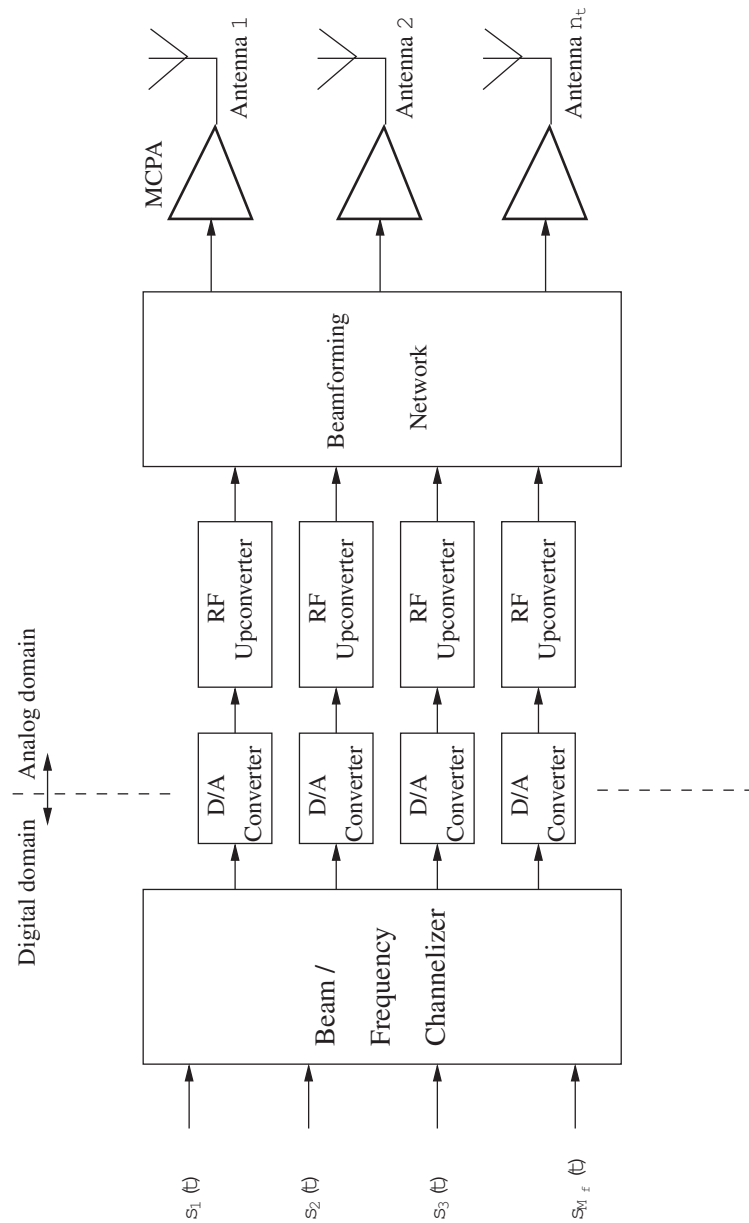 Digital domain
Analog domain
s1 (t)
s2 (t)
s3 (t)
sM f (t)
Beam /
Frequency
Channelizer
D/A
Converter
D/A
Converter
D/A
Converter
D/A
Converter
RF
Upconverter
RF
Upconverter
RF
Upconverter
RF
Upconverter
Beamforming
Network
MCPA
Antenna 1
Antenna 2
Antenna nt